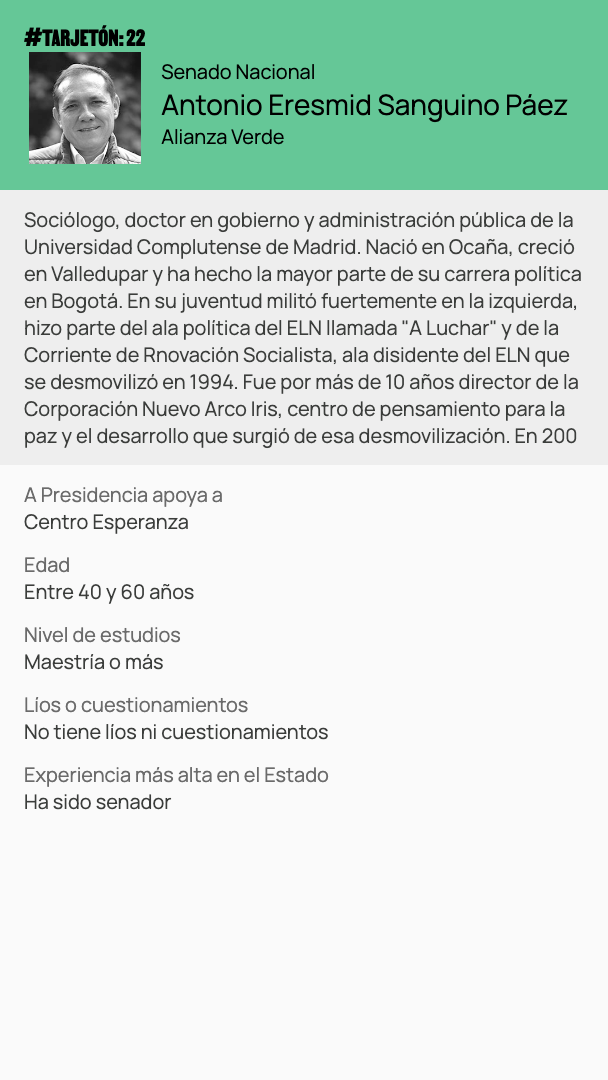 #TARJETÓN: 22
Senado Nacional
Antonio Eresmid Sanguino Páez
Alianza Verde
Sociólogo, doctor en gobierno y administración pública de la
Universidad Complutense de Madrid. Nació en Ocaña, creció
en Valledupar y ha hecho la mayor parte de su carrera política
en Bogotá. En su juventud militó fuertemente en la izquierda,
hizo parte del ala política del ELN llamada "A Luchar" y de la
Corriente de Rnovación Socialista, ala disidente del ELN que
se desmovilizó en 1994. Fue por más de 10 años director de la
Corporación Nuevo Arco Iris, centro de pensamiento para la
paz y el desarrollo que surgió de esa desmovilización. En 200
A Presidencia apoya a
Centro Esperanza
Edad
Entre 40 y 60 años
Nivel de estudios
Maestría o más
Líos o cuestionamientos
No tiene líos ni cuestionamientos
Experiencia más alta en el Estado
Ha sido senador